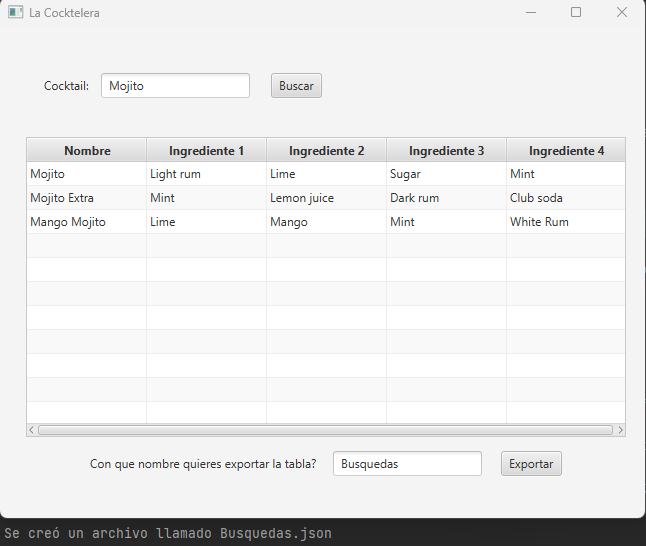 La Cocktelera
Cocktail: Mojito Buscar
Nombre Ingrediente 1 Ingrediente 2 Ingrediente 3 Ingrediente 4
Mojito Light rum Lime Sugar Mint
Mojito Extra Mint Lemon juice Dark rum Club soda
Mango Mojito Lime Mango Mint White Rum
Con que nombre quieres exportar la tabla? Busquedas Exportar
Se creó un archivo llamado Busquedas.json